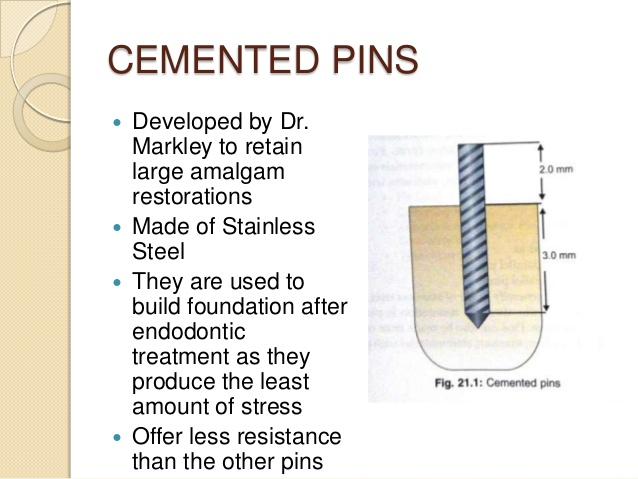 CEMENTED PINS
Developed by Dr.
Markley to retain
large amalgam
restorations
Made of Stainless
Steel
They are used to
build foundation after
endodontic
treatment as they
produce the least
amount of stress
Offer less resistance
than the other pins
2.0 mm
3.0 mm
Fig. 21.1: Cemented pins